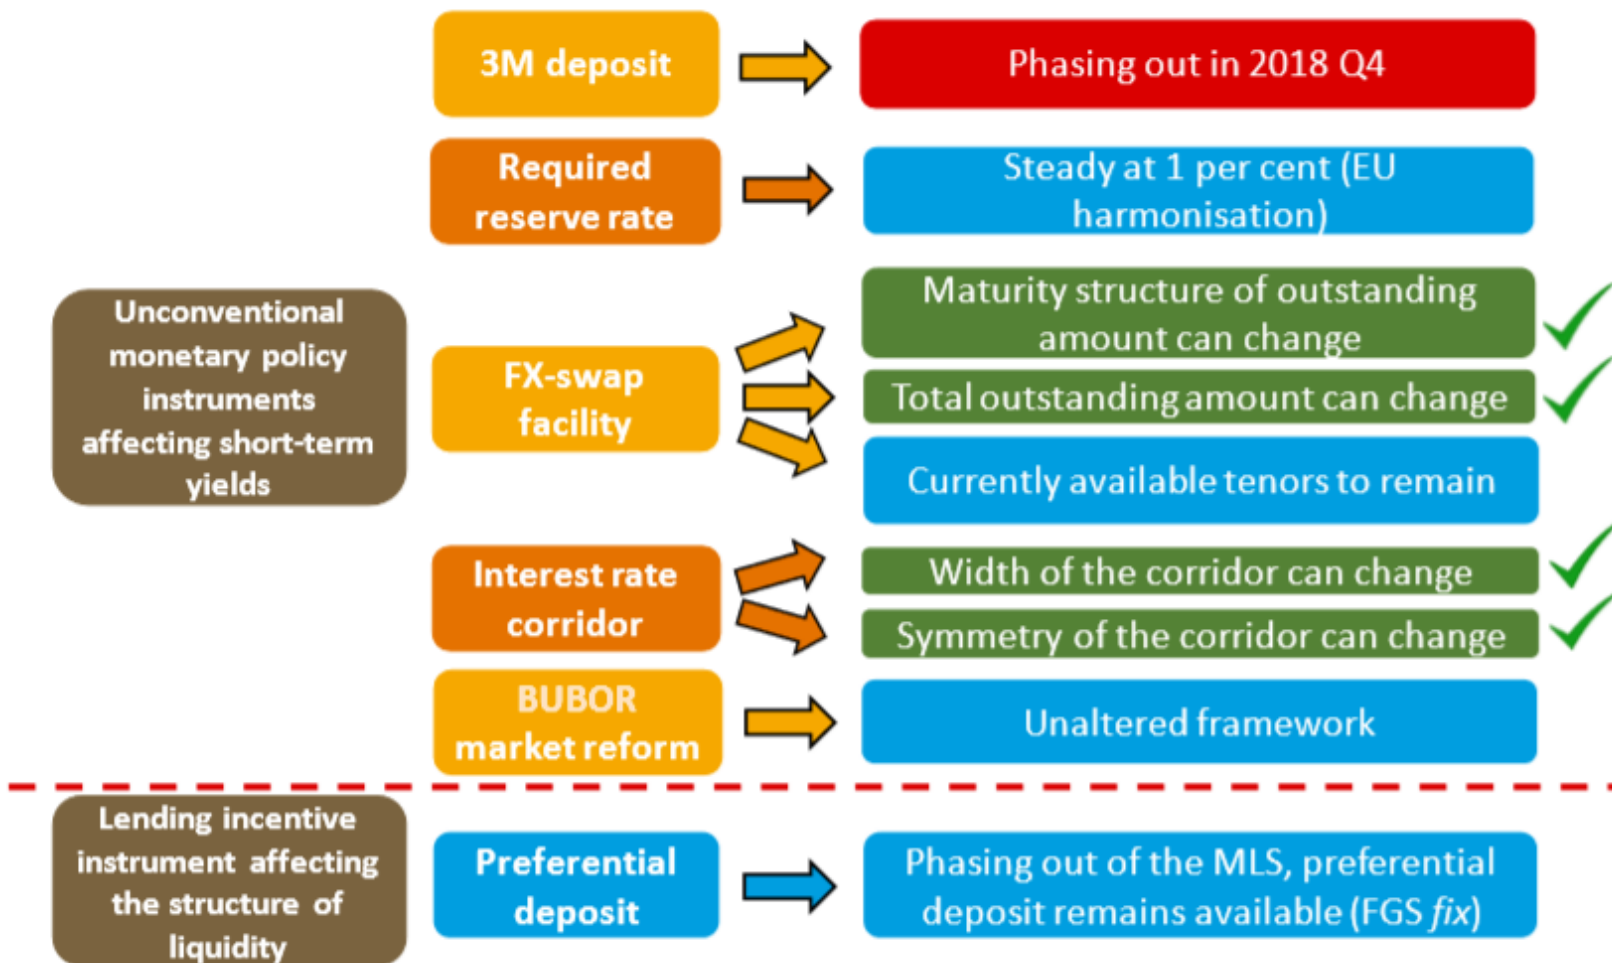 3M deposit
Phasing out in 2018 Q4
Required
reserve rate
Steady at 1 per cent (EU
harmonisation)
Unconventional
monetary policy
instruments
affecting short-term
yields
FX-swap
facility
Maturity structure of outstanding
amount can change
Total outstanding amount can change
Currently available tenors to remain
Interest rate
corridor
Width of the corridor can change
Symmetry of the corridor can change
BUBOR
market reform
Unaltered framework
Lending incentive
instrument affecting
the structure of
liquidity
Preferential
deposit
Phasing out of the MLS, preferential
deposit remains available (FGS fix)